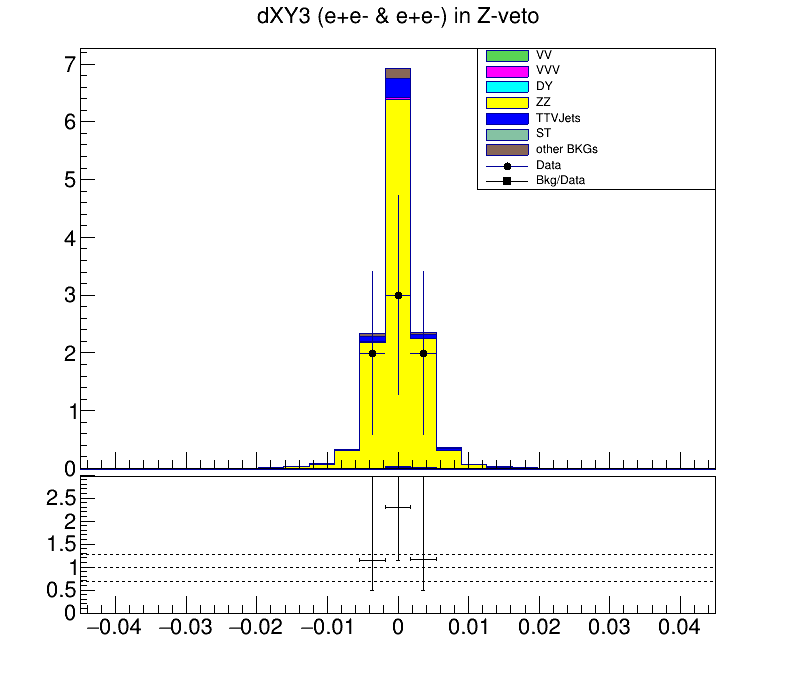 dXY3 (e+e- & e+e-) in Z-veto
7
6
5
4
3
2
1
0
VV
VVV
DY
ZZ
TTVJets
ST
other BKGs
Data
Bkg/Data
2.5
2
1.5
1
0.5
0
−0.04 −0.03 −0.02 −0.01 0 0.01 0.02 0.03 0.04